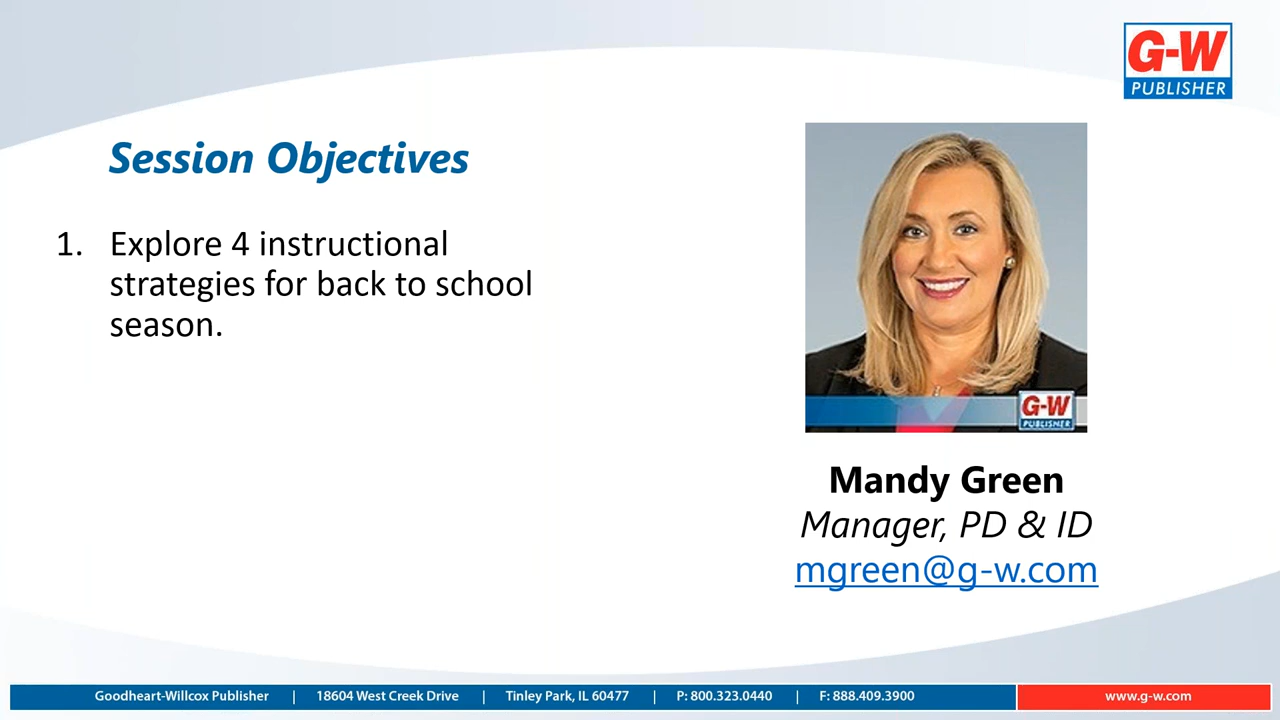 G-W
PUBLISHER
Session Objectives
1. Explore 4 instructional
strategies for back to school
season.
G-W
PUBLISHER
Mandy Green
Manager, PD & ID
mgreen@g-w.com
Goodheart-Willcox Publisher | 18604 West Creek Drive | Tinley Park, IL 60477 | P: 800.323.0440 | F: 888.409.3900 www.g-w.com